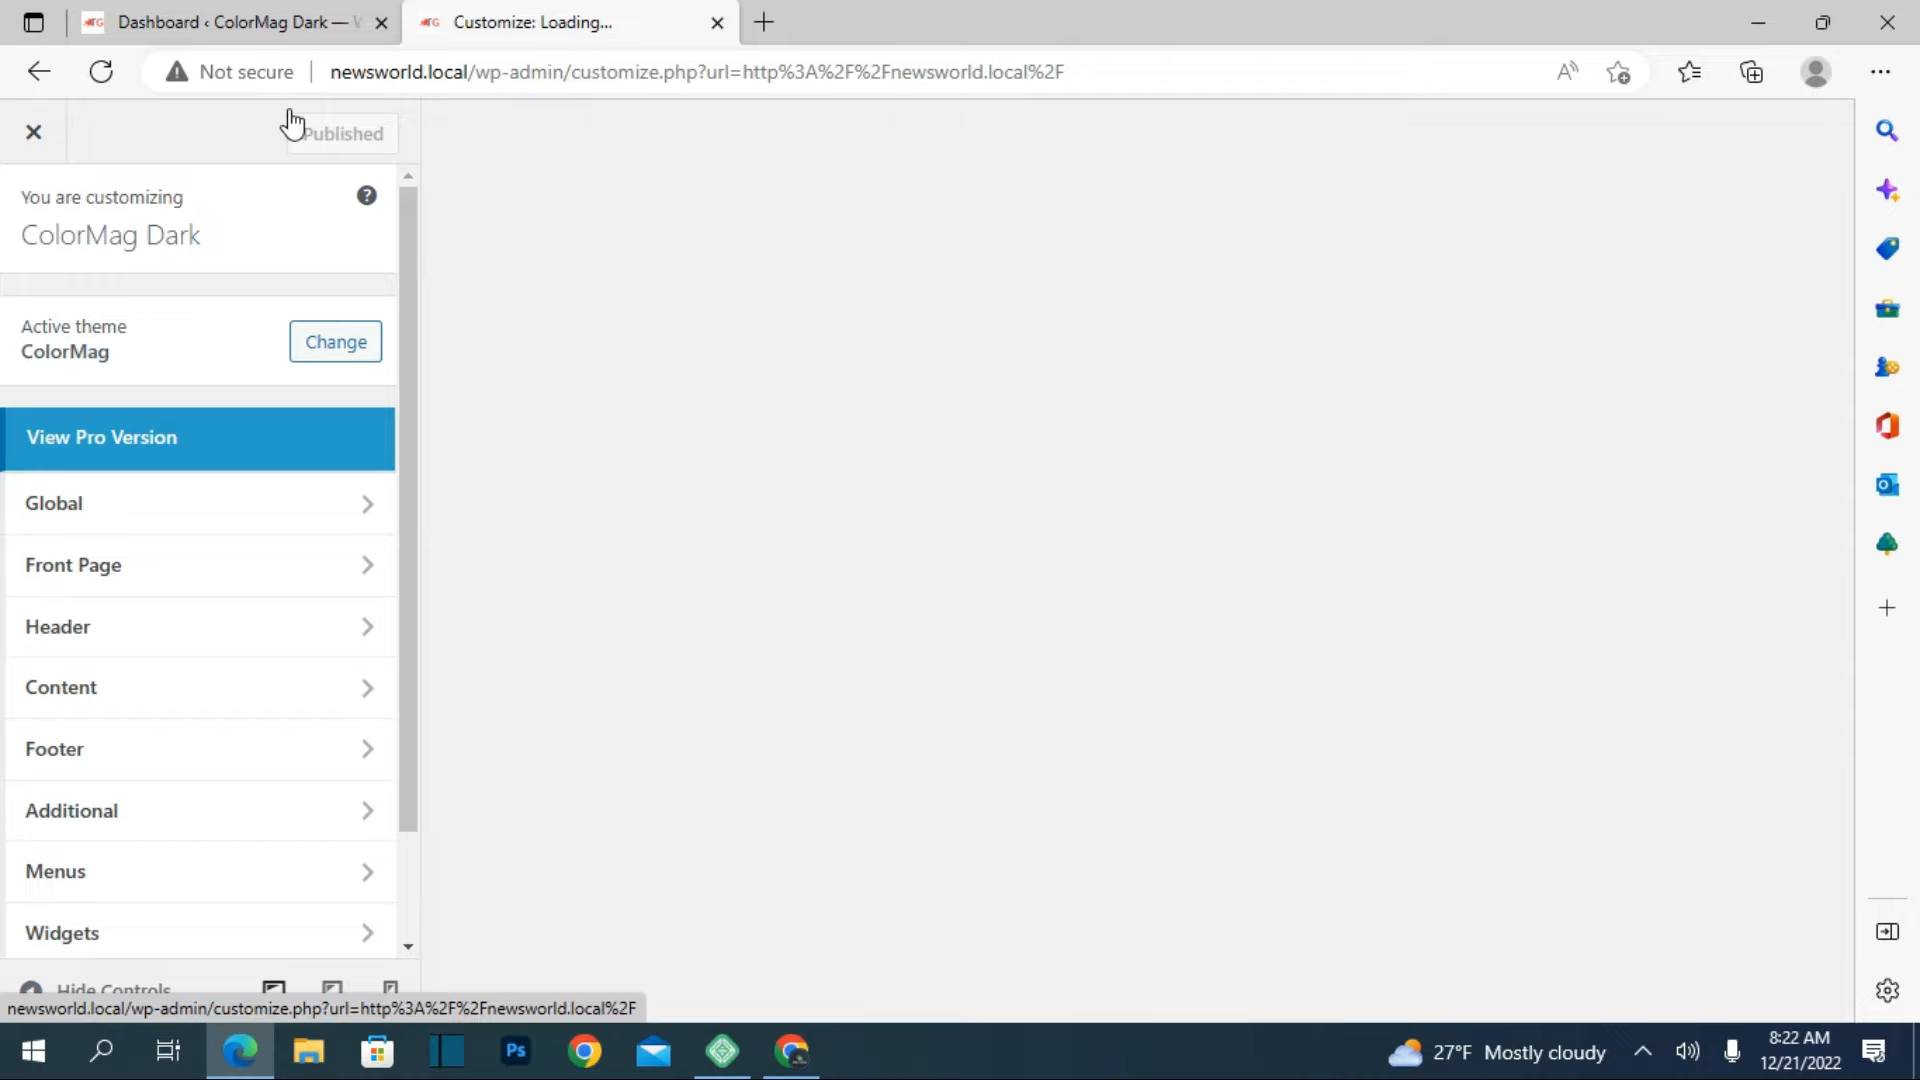 Dashboard ‹ ColorMag Dark —
Customize: Loading...
Not secure
newsworld.local/wp-admin/customize.php?url=http%3A%2F%2Fnewsworld.local%2F
Published
You are customizing
ColorMag Dark
Active theme
ColorMag
Change
View Pro Version
Global
Front Page
Header
Content
Footer
Additional
Menus
Widgets
Hide Controls
newsworld.local/wp-admin/customize.php?url=http%3A%2F%2Fnewsworld.local%2F
Ps
27°F Mostly cloudy
8:22 AM
12/21/2022